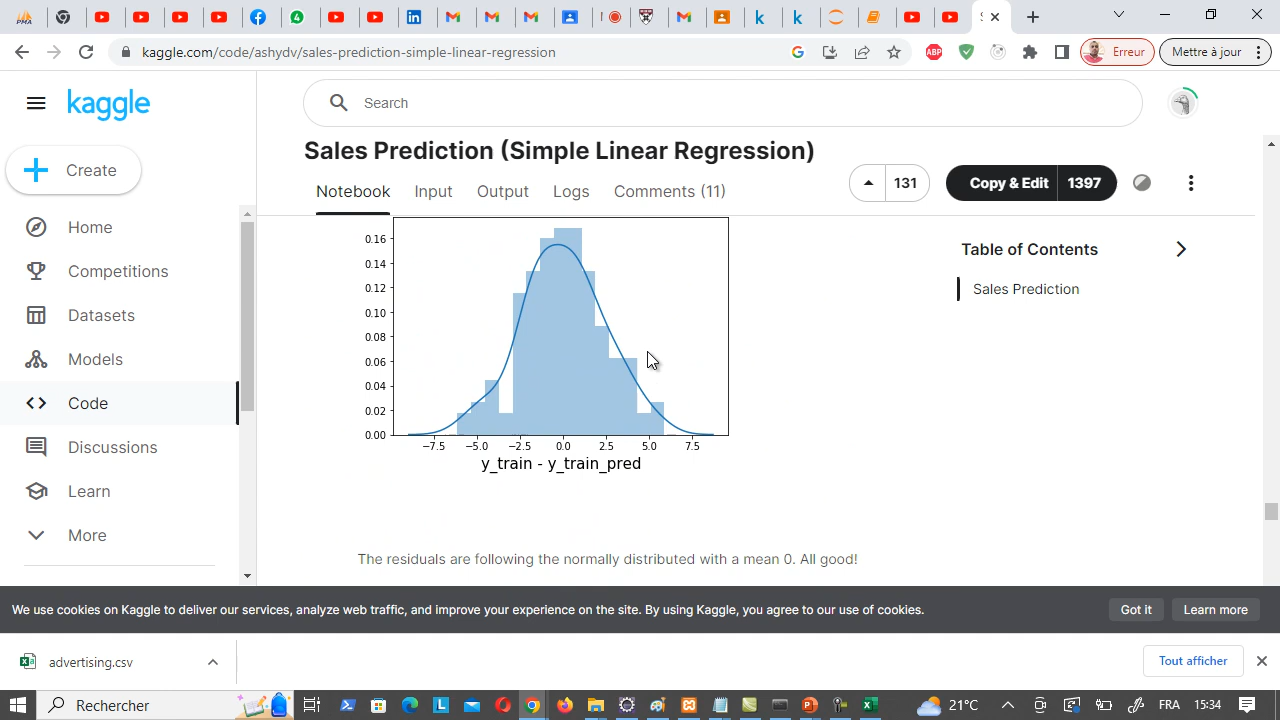 kaggle.com/code/ashydv/sales-prediction-simple-linear-regression
ABP
Erreur
Mettre à jour
kaggle
Search
Create
Home
Competitions
Datasets
Models
Code
Discussions
Learn
More
Sales Prediction (Simple Linear Regression)
Notebook Input Output Logs Comments (11)
131
Copy & Edit 1397
Table of Contents
Sales Prediction
0.16
0.14
0.12
0.10
0.08
0.06
0.04
0.02
0.00
−7.5 −5.0 −2.5 0.0 2.5 5.0 7.5
y_train - y_train_pred
The residuals are following the normally distributed with a mean 0. All good!
We use cookies on Kaggle to deliver our services, analyze web traffic, and improve your experience on the site. By using Kaggle, you agree to our use of cookies.
Got it
Learn more
advertising.csv
Tout afficher
Rechercher
21°C
FRA
15:34